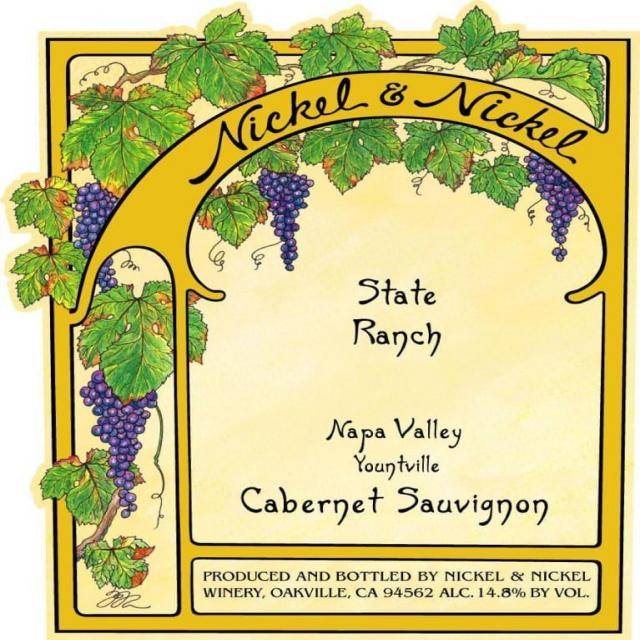 Nickel & Nickel
State
Ranch
Napa Valley
Yountville
Cabernet Sauvignon
PRODUCED AND BOTTLED BY NICKEL & NICKEL
WINERY, OAKVILLE, CA 94562 ALC. 14.8% BY VOL.